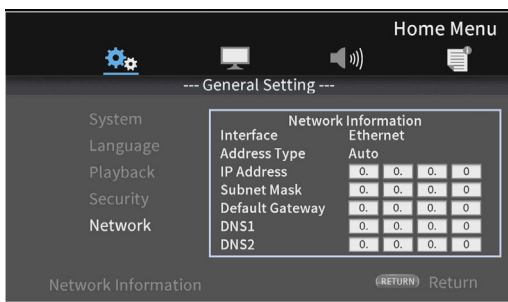 Home Menu
--- General Setting ---
System
Language
Playback
Security
Network
Network Information
Interface Ethernet
Address Type Auto
IP Address 0. 0. 0. 0
Subnet Mask 0. 0. 0. 0
Default Gateway 0. 0. 0. 0
DNS1 0. 0. 0. 0
DNS2 0. 0. 0. 0
Network Information RETURN Return